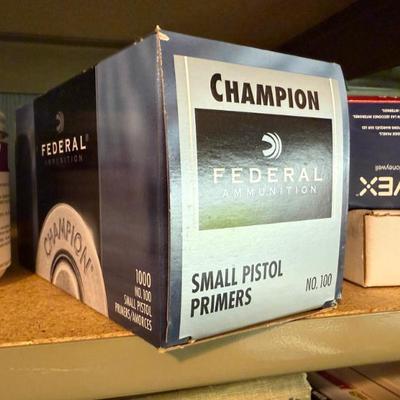 FEDERAL®
AMMUNITION
CHAMPION
1000
NO. 100
SMALL PISTOL
PRIMERS/AMORCES
CHAMPION
FEDERAL
AMMUNITION
SMALL PISTOL
PRIMERS
NO. 100
Honeywell
VEX